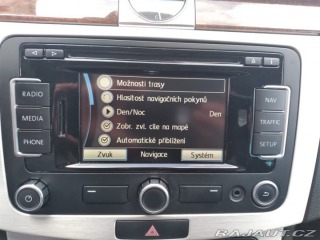 Možnosti trasy
RADIO
Hlasitost navigačních pokynů
NAV
MEDIA
Den/Noc
Den
TRAFFIC
Zobr. zvl. cíle na mapě
PHONE
Automatické přiblížení
SETUP
Zvuk
Navigace
Systém
BAJAUTO.CZ